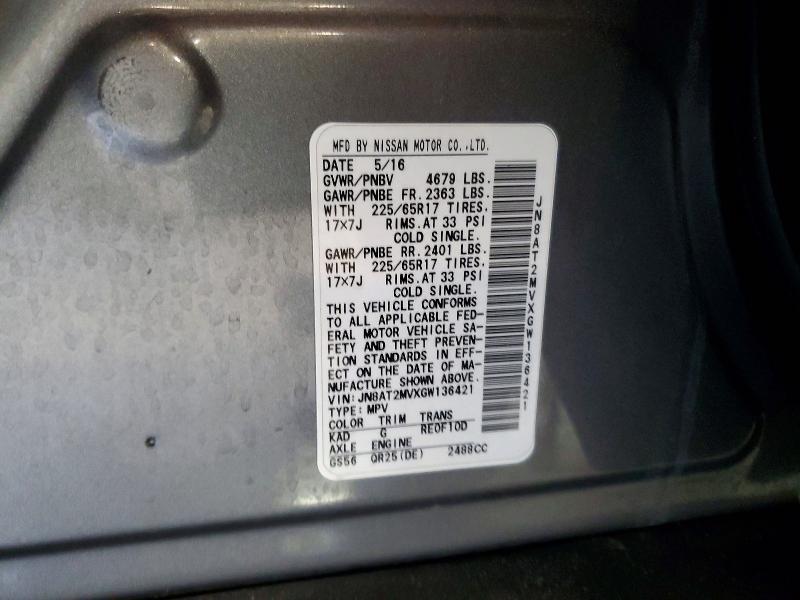 MFD BY NISSAN MOTOR CO.,LTD.
DATE 5/16
GVWR/PNBV 4679 LBS.
GAWR/PNBE FR. 2363 LBS.
WITH 225/65R17 TIRES.
17×7J RIMS. AT 33 PSI
COLD SINGLE.
GAWR/PNBE RR. 2401 LBS.
WITH 225/65R17 TIRES.
17×7J RIMS. AT 33 PSI
COLD SINGLE.
THIS VEHICLE CONFORMS
TO ALL APPLICABLE FED-
ERAL MOTOR VEHICLE SA-
FETY AND THEFT PREVEN-
TION STANDARDS IN EFF-
ECT ON THE DATE OF MA-
NUFACTURE SHOWN ABOVE.
VIN:JN8AT2MVXGW136421
TYPE: MPV
COLOR TRIM TRANS
KAD G RE0F10D
AXLE ENGINE
GS56 QR25(DE) 2488CC
JN8AT2MVXGW136421